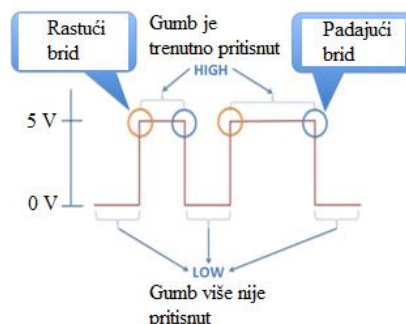 Rastući
brid
Gumb je
trenutno pritisnut
HIGH
Padajući
brid
5 V
0 V
LOW
Gumb više nije
pritisnut